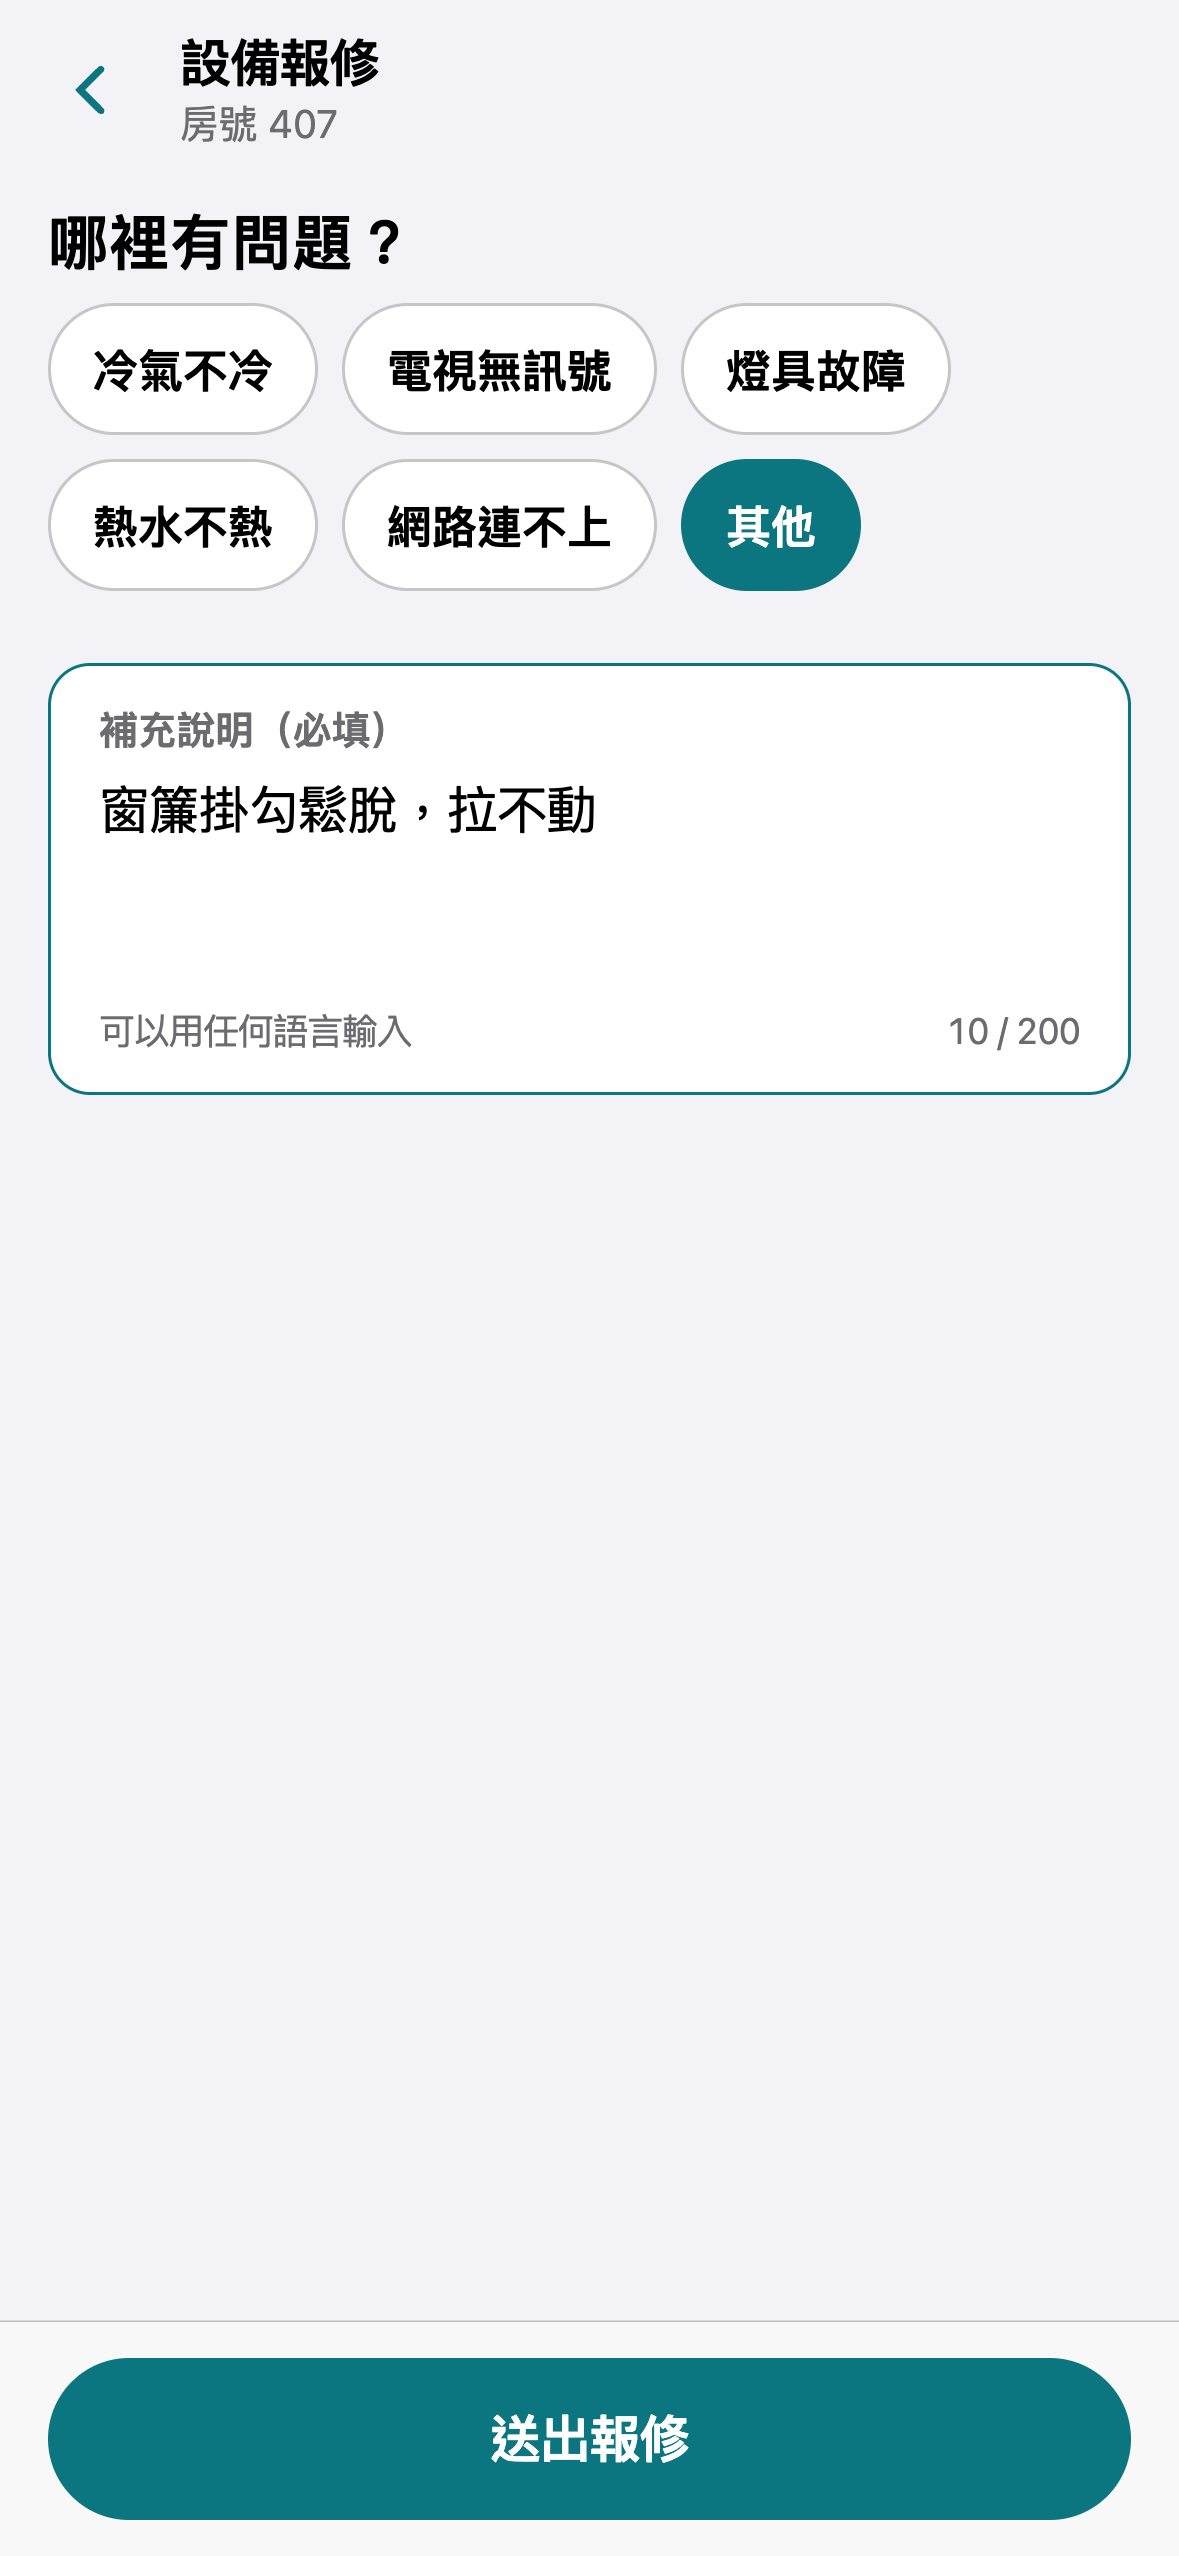 設備報修
房號 407
哪裡有問題？
冷氣不冷
電視無訊號
燈具故障
熱水不熱
網路連不上
其他
補充說明（必填）
窗簾掛勾鬆脫，拉不動
可以用任何語言輸入
10 / 200
送出報修